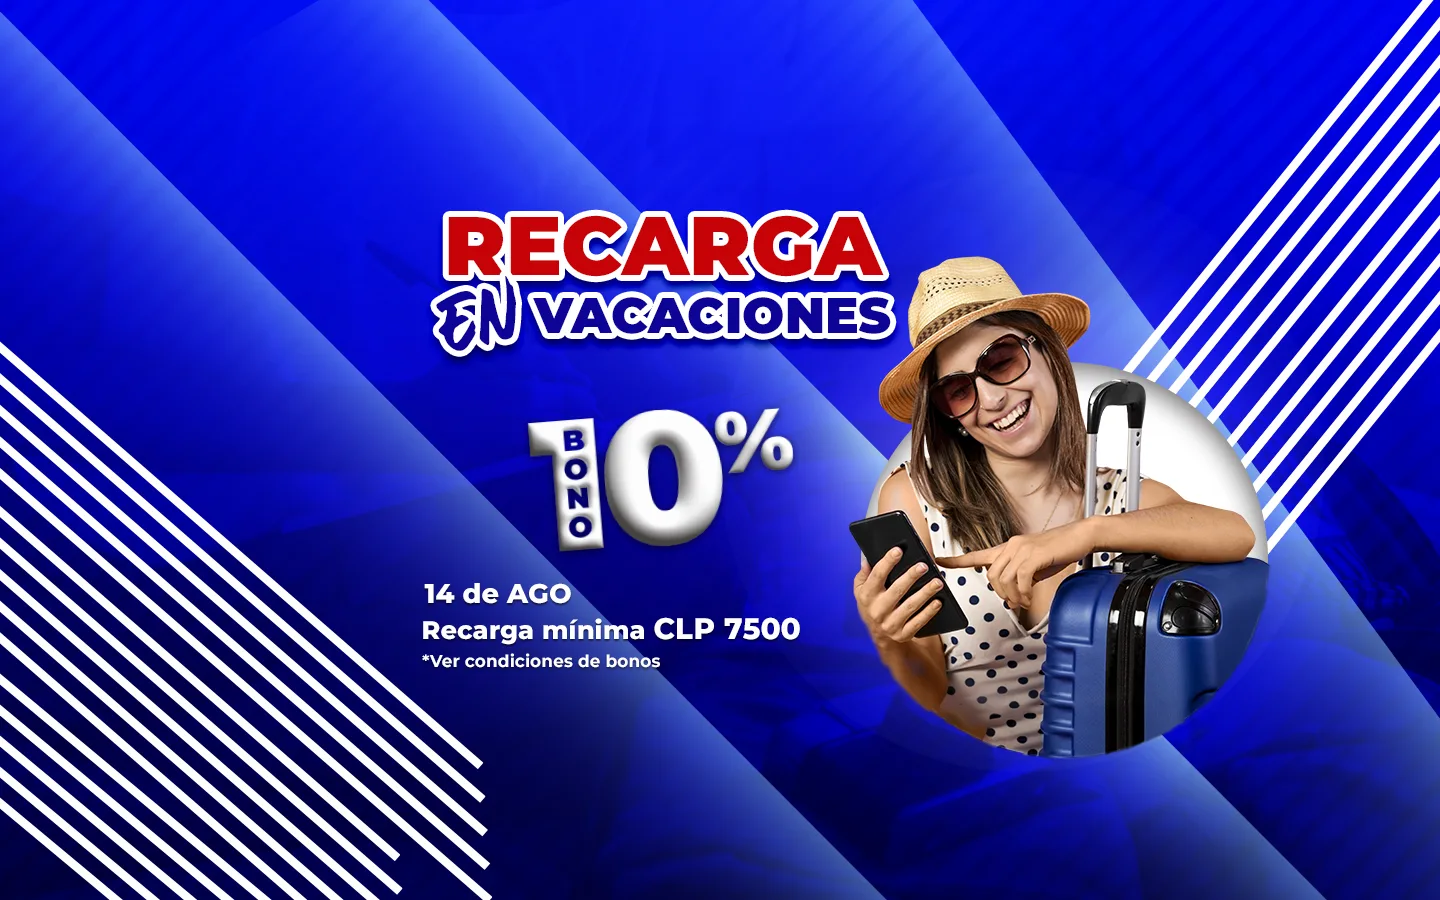 RECARGA
EN VACACIONES
BONO
10%
14 de AGO
Recarga mínima CLP 7500
*Ver condiciones de bonos